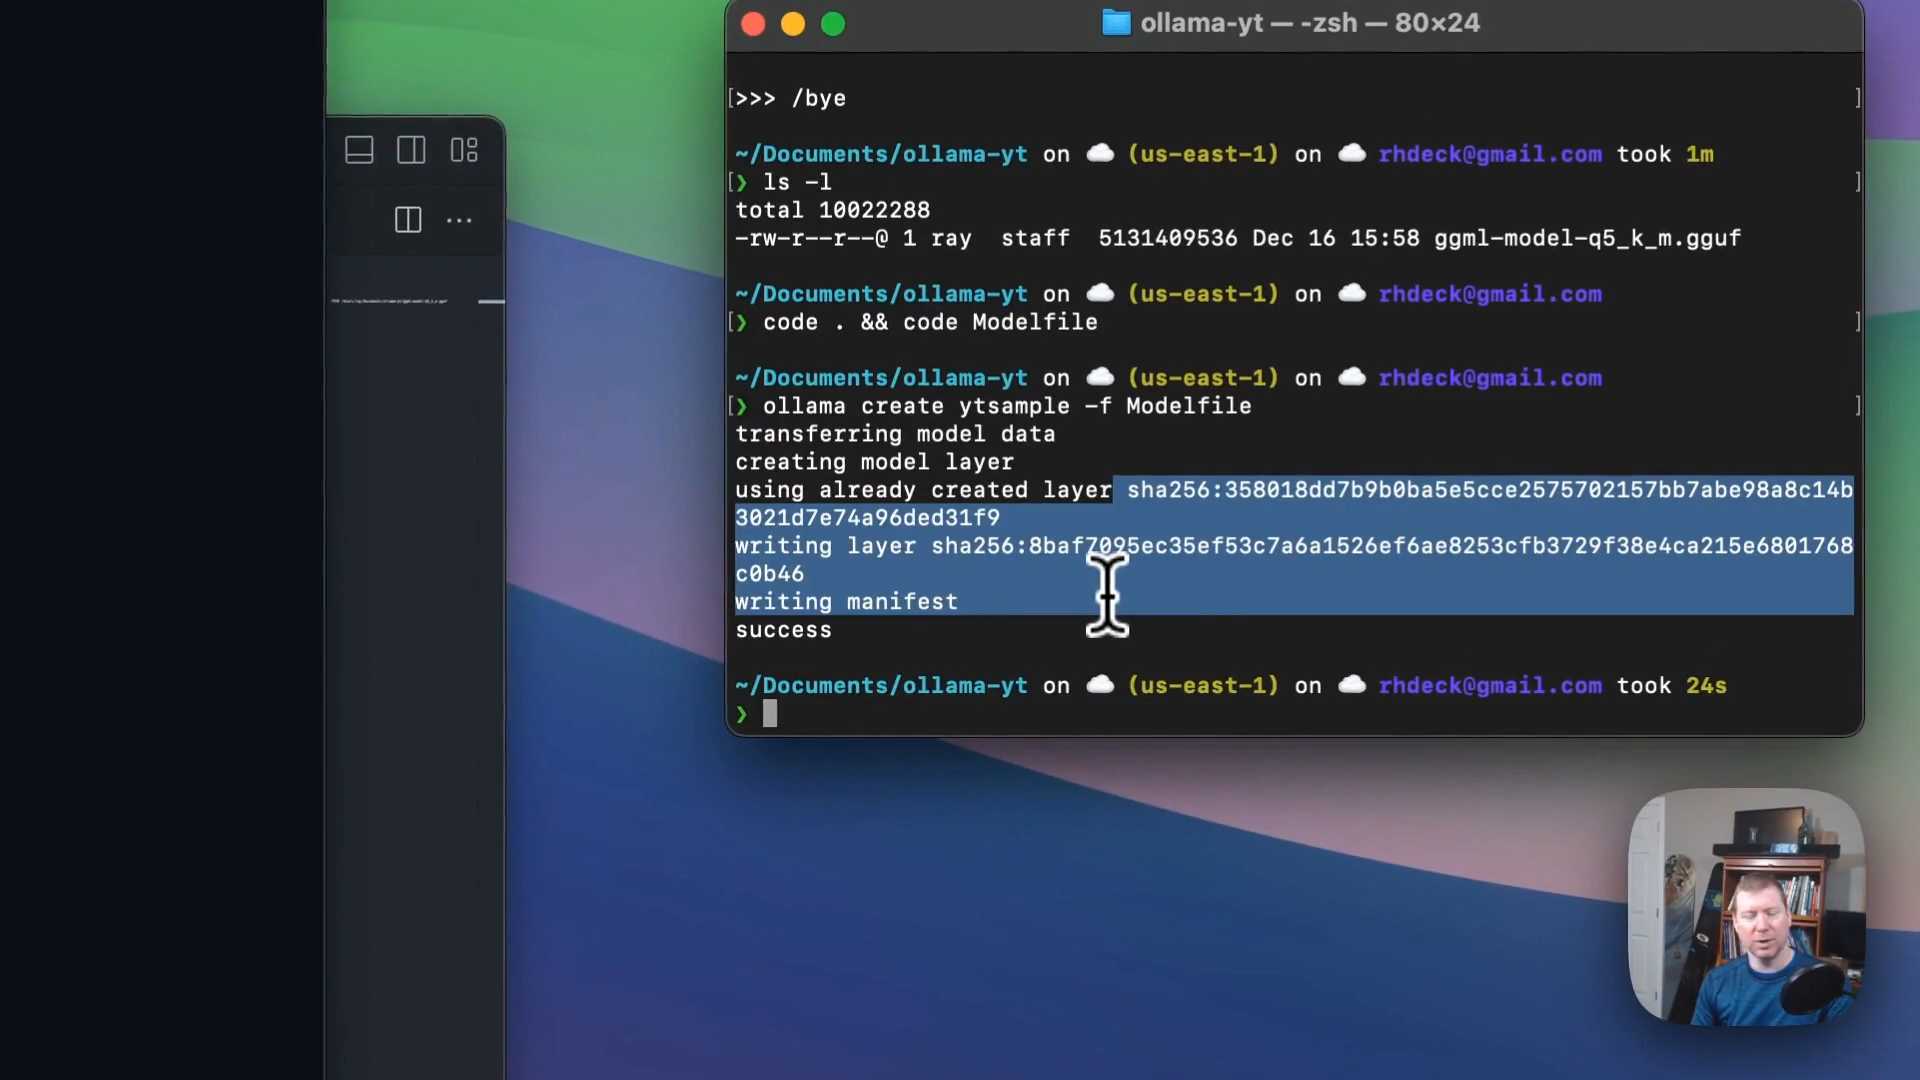 ollama-yt — -zsh — 80×24
[>>> /bye ]
~/Documents/ollama-yt on ☁️ (us-east-1) on ☁️ rhdeck@gmail.com took 1m
[❯ ls -l ]
total 10022288
-rw-r--r--@ 1 ray  staff  5131409536 Dec 16 15:58 ggml-model-q5_k_m.gguf
~/Documents/ollama-yt on ☁️ (us-east-1) on ☁️ rhdeck@gmail.com
[❯ code . && code Modelfile ]
~/Documents/ollama-yt on ☁️ (us-east-1) on ☁️ rhdeck@gmail.com
[❯ ollama create ytsample -f Modelfile ]
transferring model data
creating model layer
using already created layer sha256:358018dd7b9b0ba5e5cce2575702157bb7abe98a8c14b
3021d7e74a96ded31f9
writing layer sha256:8baf7095ec35ef53c7a6a1526ef6ae8253cfb3729f38e4ca215e6801768
c0b46
writing manifest
success
~/Documents/ollama-yt on ☁️ (us-east-1) on ☁️ rhdeck@gmail.com took 24s
❯